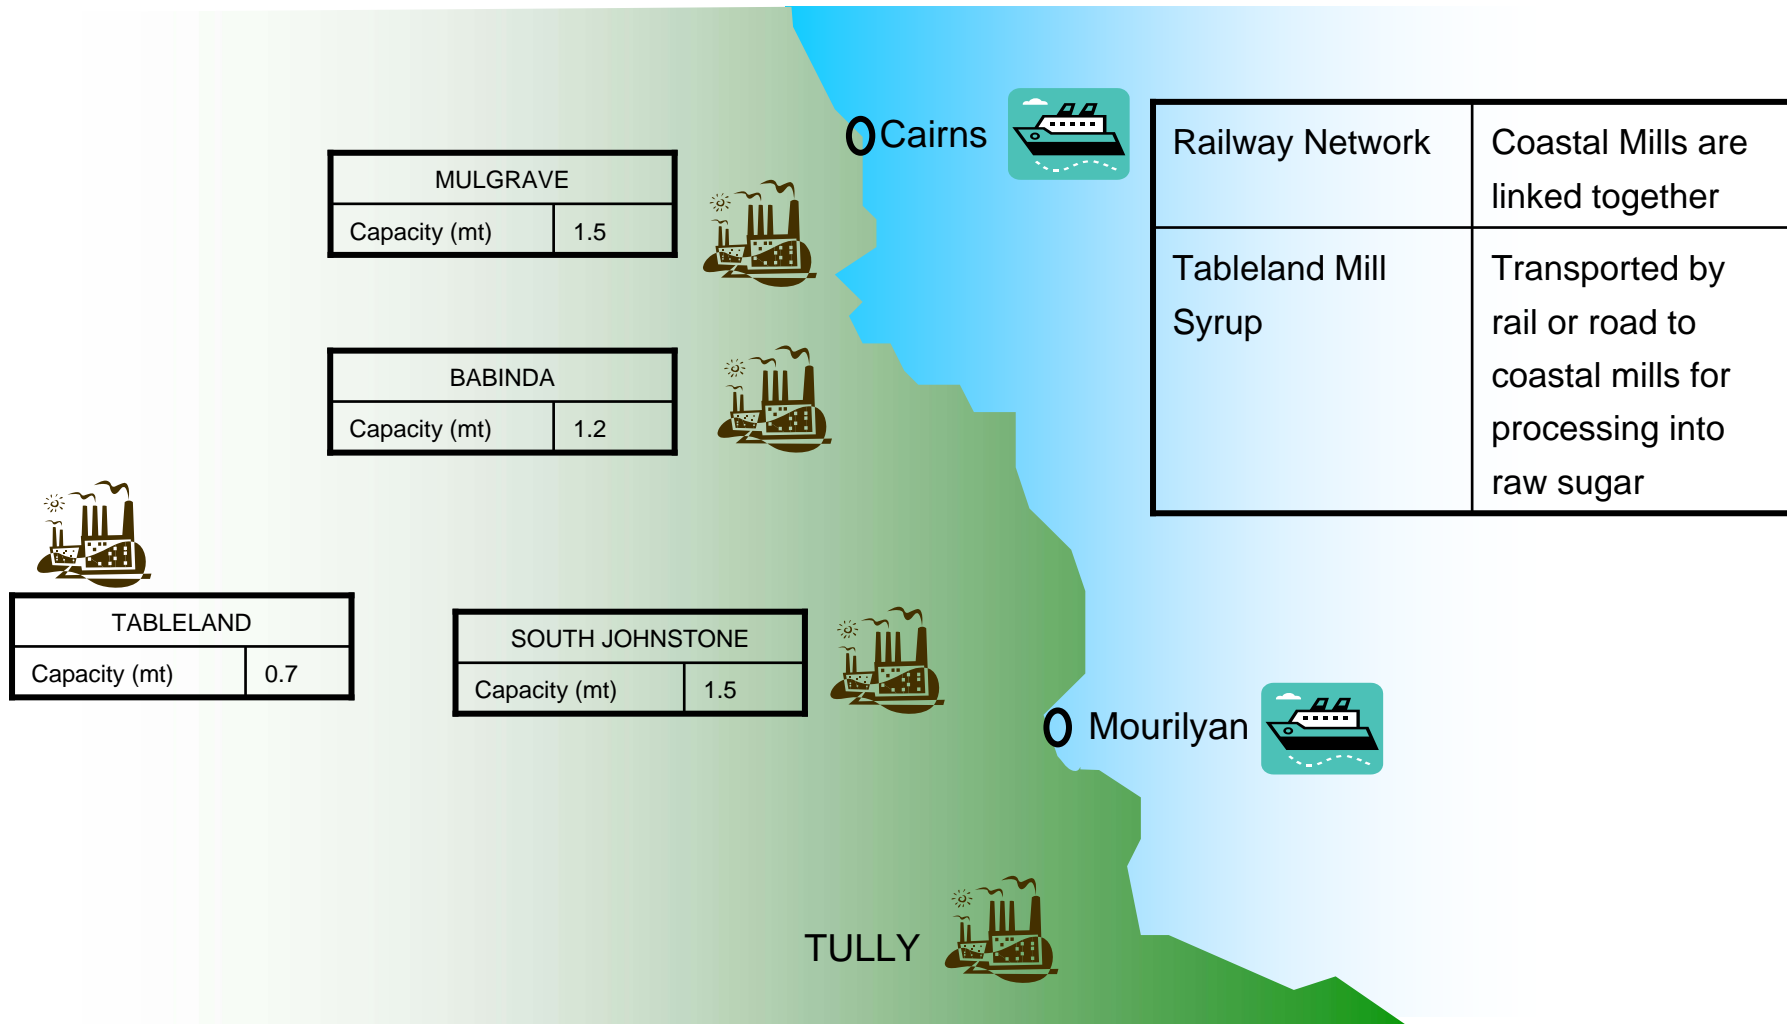 Cairns
Railway Network
Coastal Mills are
linked together
Tableland Mill
Syrup
Transported by
rail or road to
coastal mills for
processing into
raw sugar
MULGRAVE
Capacity (mt) 1.5
BABINDA
Capacity (mt) 1.2
TABLELAND
Capacity (mt) 0.7
SOUTH JOHNSTONE
Capacity (mt) 1.5
Mourilyan
TULLY